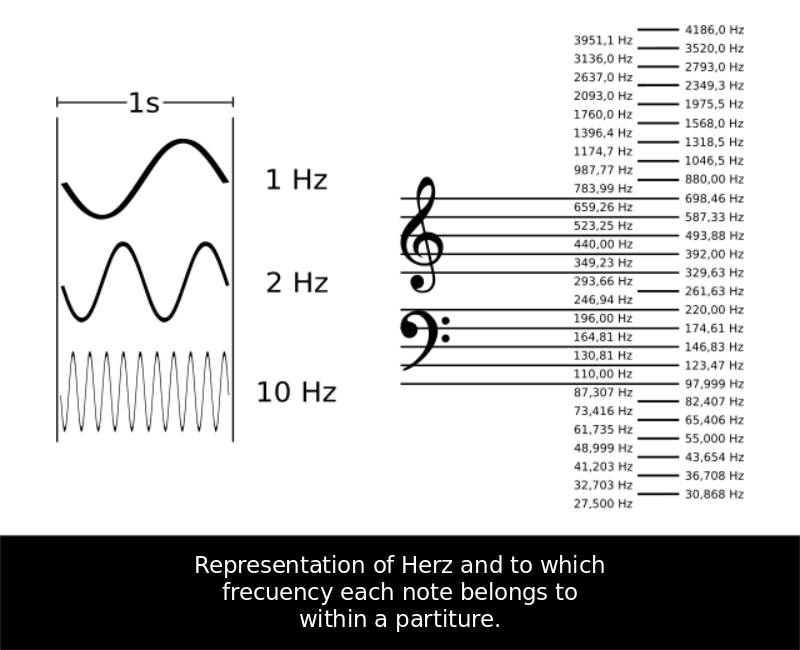 1s
1 Hz
2 Hz
10 Hz
4186,0 Hz
3951,1 Hz
3520,0 Hz
3136,0 Hz
2793,0 Hz
2637,0 Hz
2349,3 Hz
2093,0 Hz
1975,5 Hz
1760,0 Hz
1568,0 Hz
1396,4 Hz
1318,5 Hz
1174,7 Hz
1046,5 Hz
987,77 Hz
880,00 Hz
783,99 Hz
698,46 Hz
659,26 Hz
587,33 Hz
523,25 Hz
493,88 Hz
440,00 Hz
392,00 Hz
349,23 Hz
329,63 Hz
293,66 Hz
261,63 Hz
246,94 Hz
220,00 Hz
196,00 Hz
174,61 Hz
164,81 Hz
146,83 Hz
130,81 Hz
123,47 Hz
110,00 Hz
97,999 Hz
87,307 Hz
82,407 Hz
73,416 Hz
65,406 Hz
61,735 Hz
55,000 Hz
48,999 Hz
43,654 Hz
41,203 Hz
36,708 Hz
32,703 Hz
30,868 Hz
27,500 Hz
Representation of Herz and to which
frecuency each note belongs to
within a partiture.